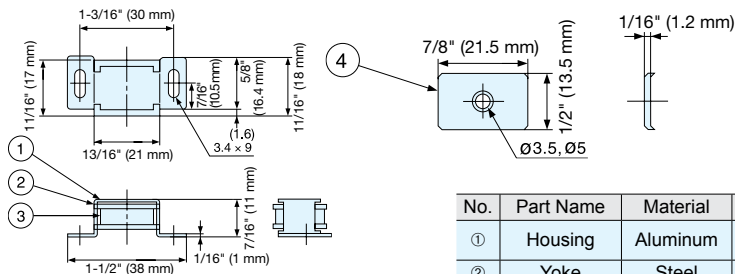 1-3/16" (30 mm)
11/16" (17 mm)
7/16"
(10.5mm)
5/8"
(16.4 mm)
11/16" (18 mm)
(1.6)
3.4 × 9
13/16" (21 mm)
①
②
③
7/16" (11 mm)
1/16" (1 mm)
1-1/2" (38 mm)
④
7/8" (21.5 mm)
1/2" (13.5 mm)
Ø3.5, Ø5
1/16" (1.2 mm)
No. Part Name Material
① Housing Aluminum
② Yoke Steel